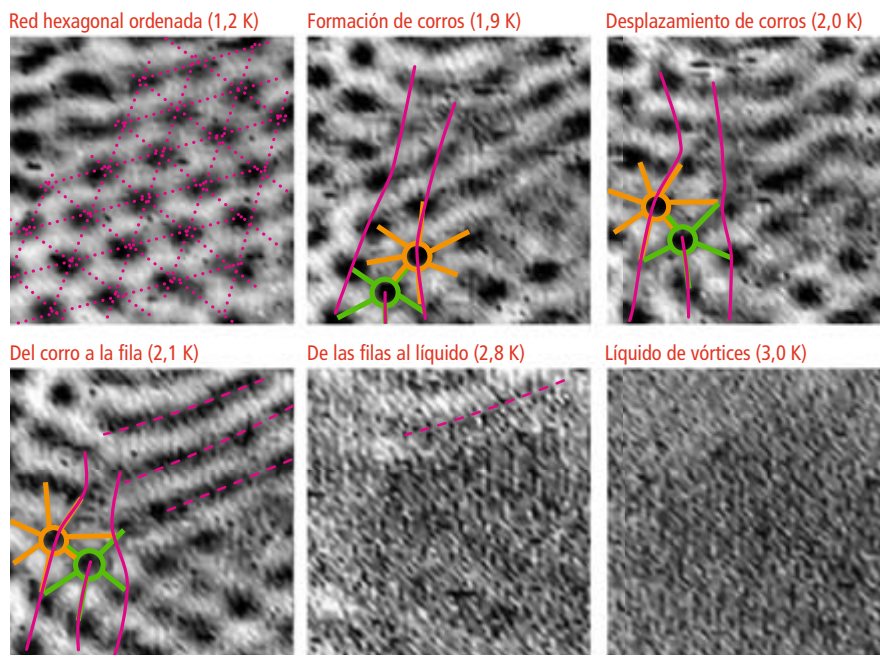 Red hexagonal ordenada (1,2 K)
Formación de corros (1,9 K)
Desplazamiento de corros (2,0 K)
Del corro a la fila (2,1 K)
De las filas al líquido (2,8 K)
Líquido de vórtices (3,0 K)